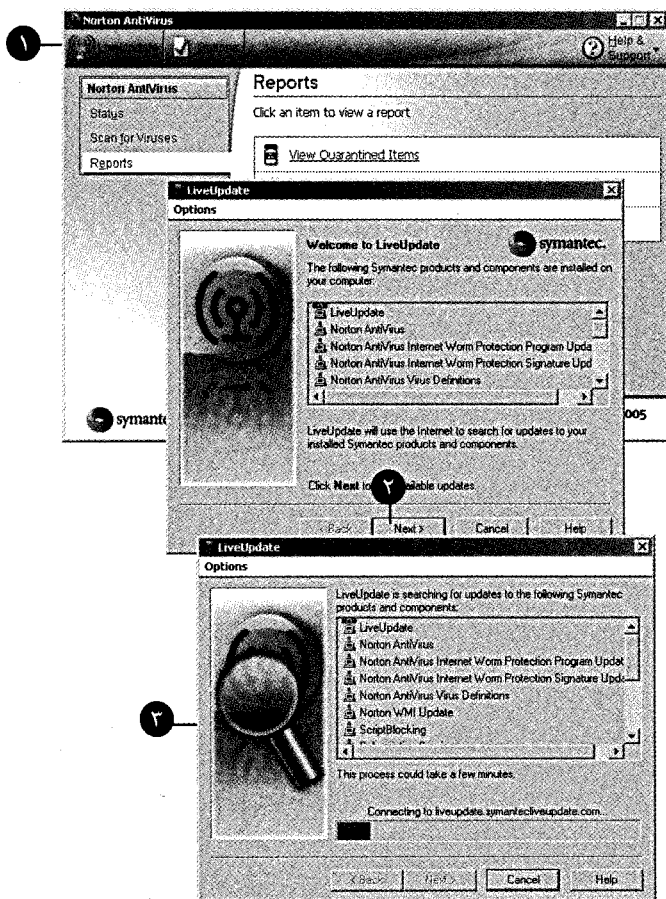 Norton AntiVirus
۱
Help &
Support
Norton AntiVirus
Status
Scan for Viruses
Reports
Reports
Click an item to view a report
View Quarantined Items
LiveUpdate
Options
Welcome to LiveUpdate
symantec.
The following Symantec products and components are installed on
your computer:
LiveUpdate
Norton AntiVirus
Norton AntiVirus Internet Worm Protection Program Upda
Norton AntiVirus Internet Worm Protection Signature Upd
Norton AntiVirus Virus Definitions
LiveUpdate will use the Internet to search for updates to your
installed Symantec products and components.
Click Next to ailable updates.
symante
005
۲
< Back Next > Cancel Help
LiveUpdate
Options
LiveUpdate is searching for updates to the following Symantec
products and components:
LiveUpdate
Norton AntiVirus
Norton AntiVirus Internet Worm Protection Program Updat
Norton AntiVirus Internet Worm Protection Signature Upda
Norton AntiVirus Virus Definitions
Norton WMI Update
ScriptBlocking
۳
This process could take a few minutes.
Connecting to liveupdate.symantecliveupdate.com...
< Back Next > Cancel Help